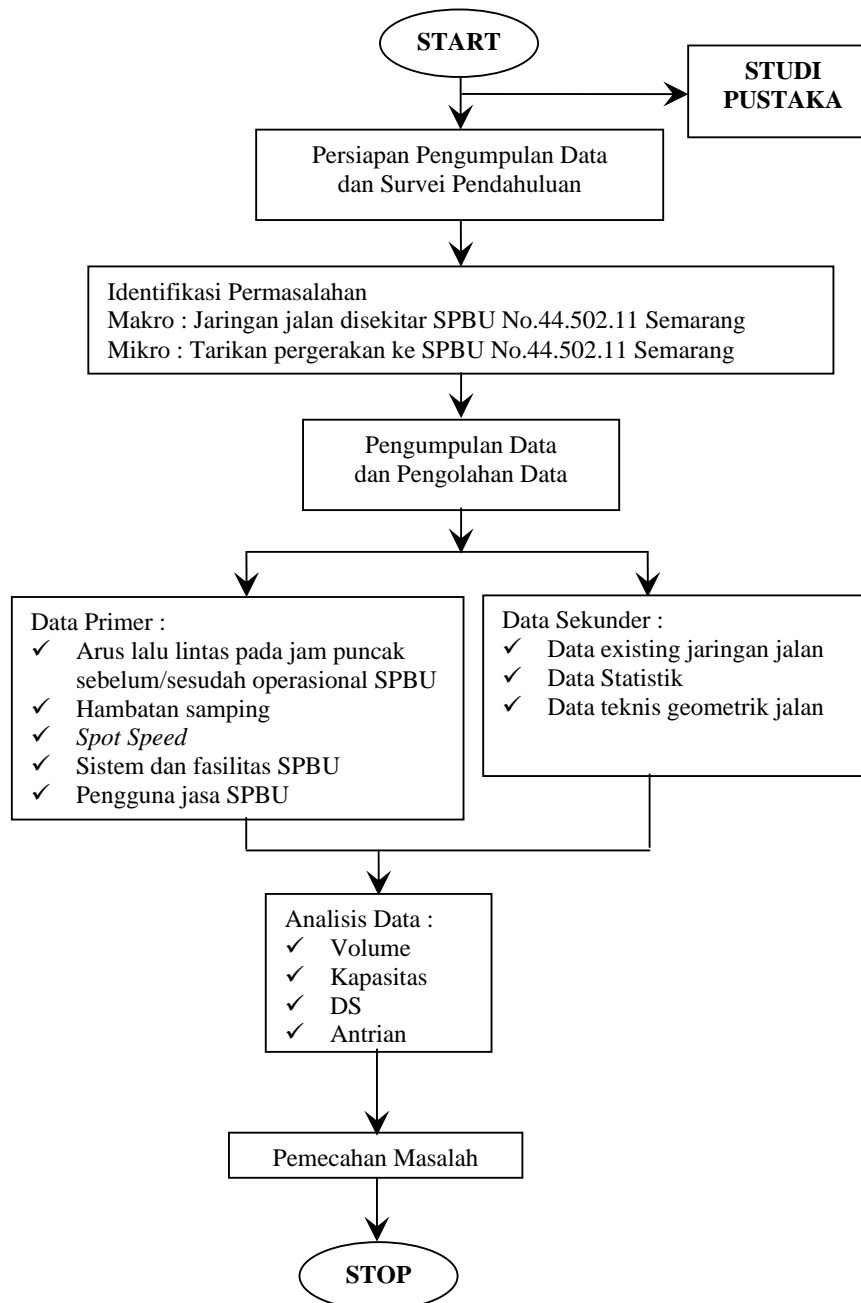 START
STUDI
PUSTAKA
Persiapan Pengumpulan Data
dan Survei Pendahuluan
Identifikasi Permasalahan
Makro : Jaringan jalan disekitar SPBU No.44.502.11 Semarang
Mikro : Tarikan pergerakan ke SPBU No.44.502.11 Semarang
Pengumpulan Data
dan Pengolahan Data
Data Primer :
✓ Arus lalu lintas pada jam puncak
sebelum/sesudah operasional SPBU
✓ Hambatan samping
✓ Spot Speed
✓ Sistem dan fasilitas SPBU
✓ Pengguna jasa SPBU
Data Sekunder :
✓ Data existing jaringan jalan
✓ Data Statistik
✓ Data teknis geometrik jalan
Analisis Data :
✓ Volume
✓ Kapasitas
✓ DS
✓ Antrian
Pemecahan Masalah
STOP